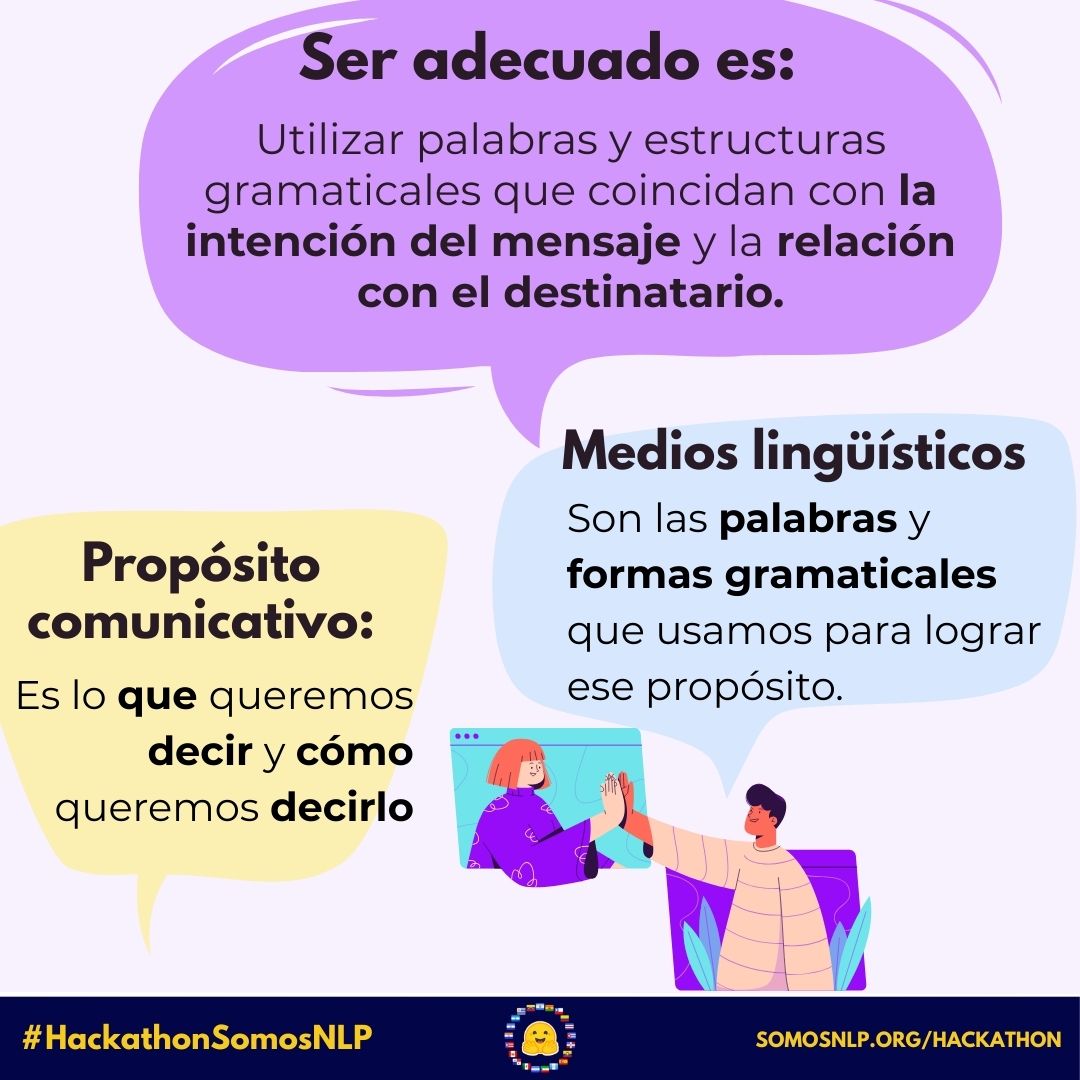 Ser adecuado es:
Utilizar palabras y estructuras
gramaticales que coincidan con la
intención del mensaje y la relación
con el destinatario.
Medios lingüísticos
Son las palabras y
formas gramaticales
que usamos para lograr
ese propósito.
Propósito
comunicativo:
Es lo que queremos
decir y cómo
queremos decirlo
#HackathonSomosNLP
SOMOSNLP.ORG/HACKATHON